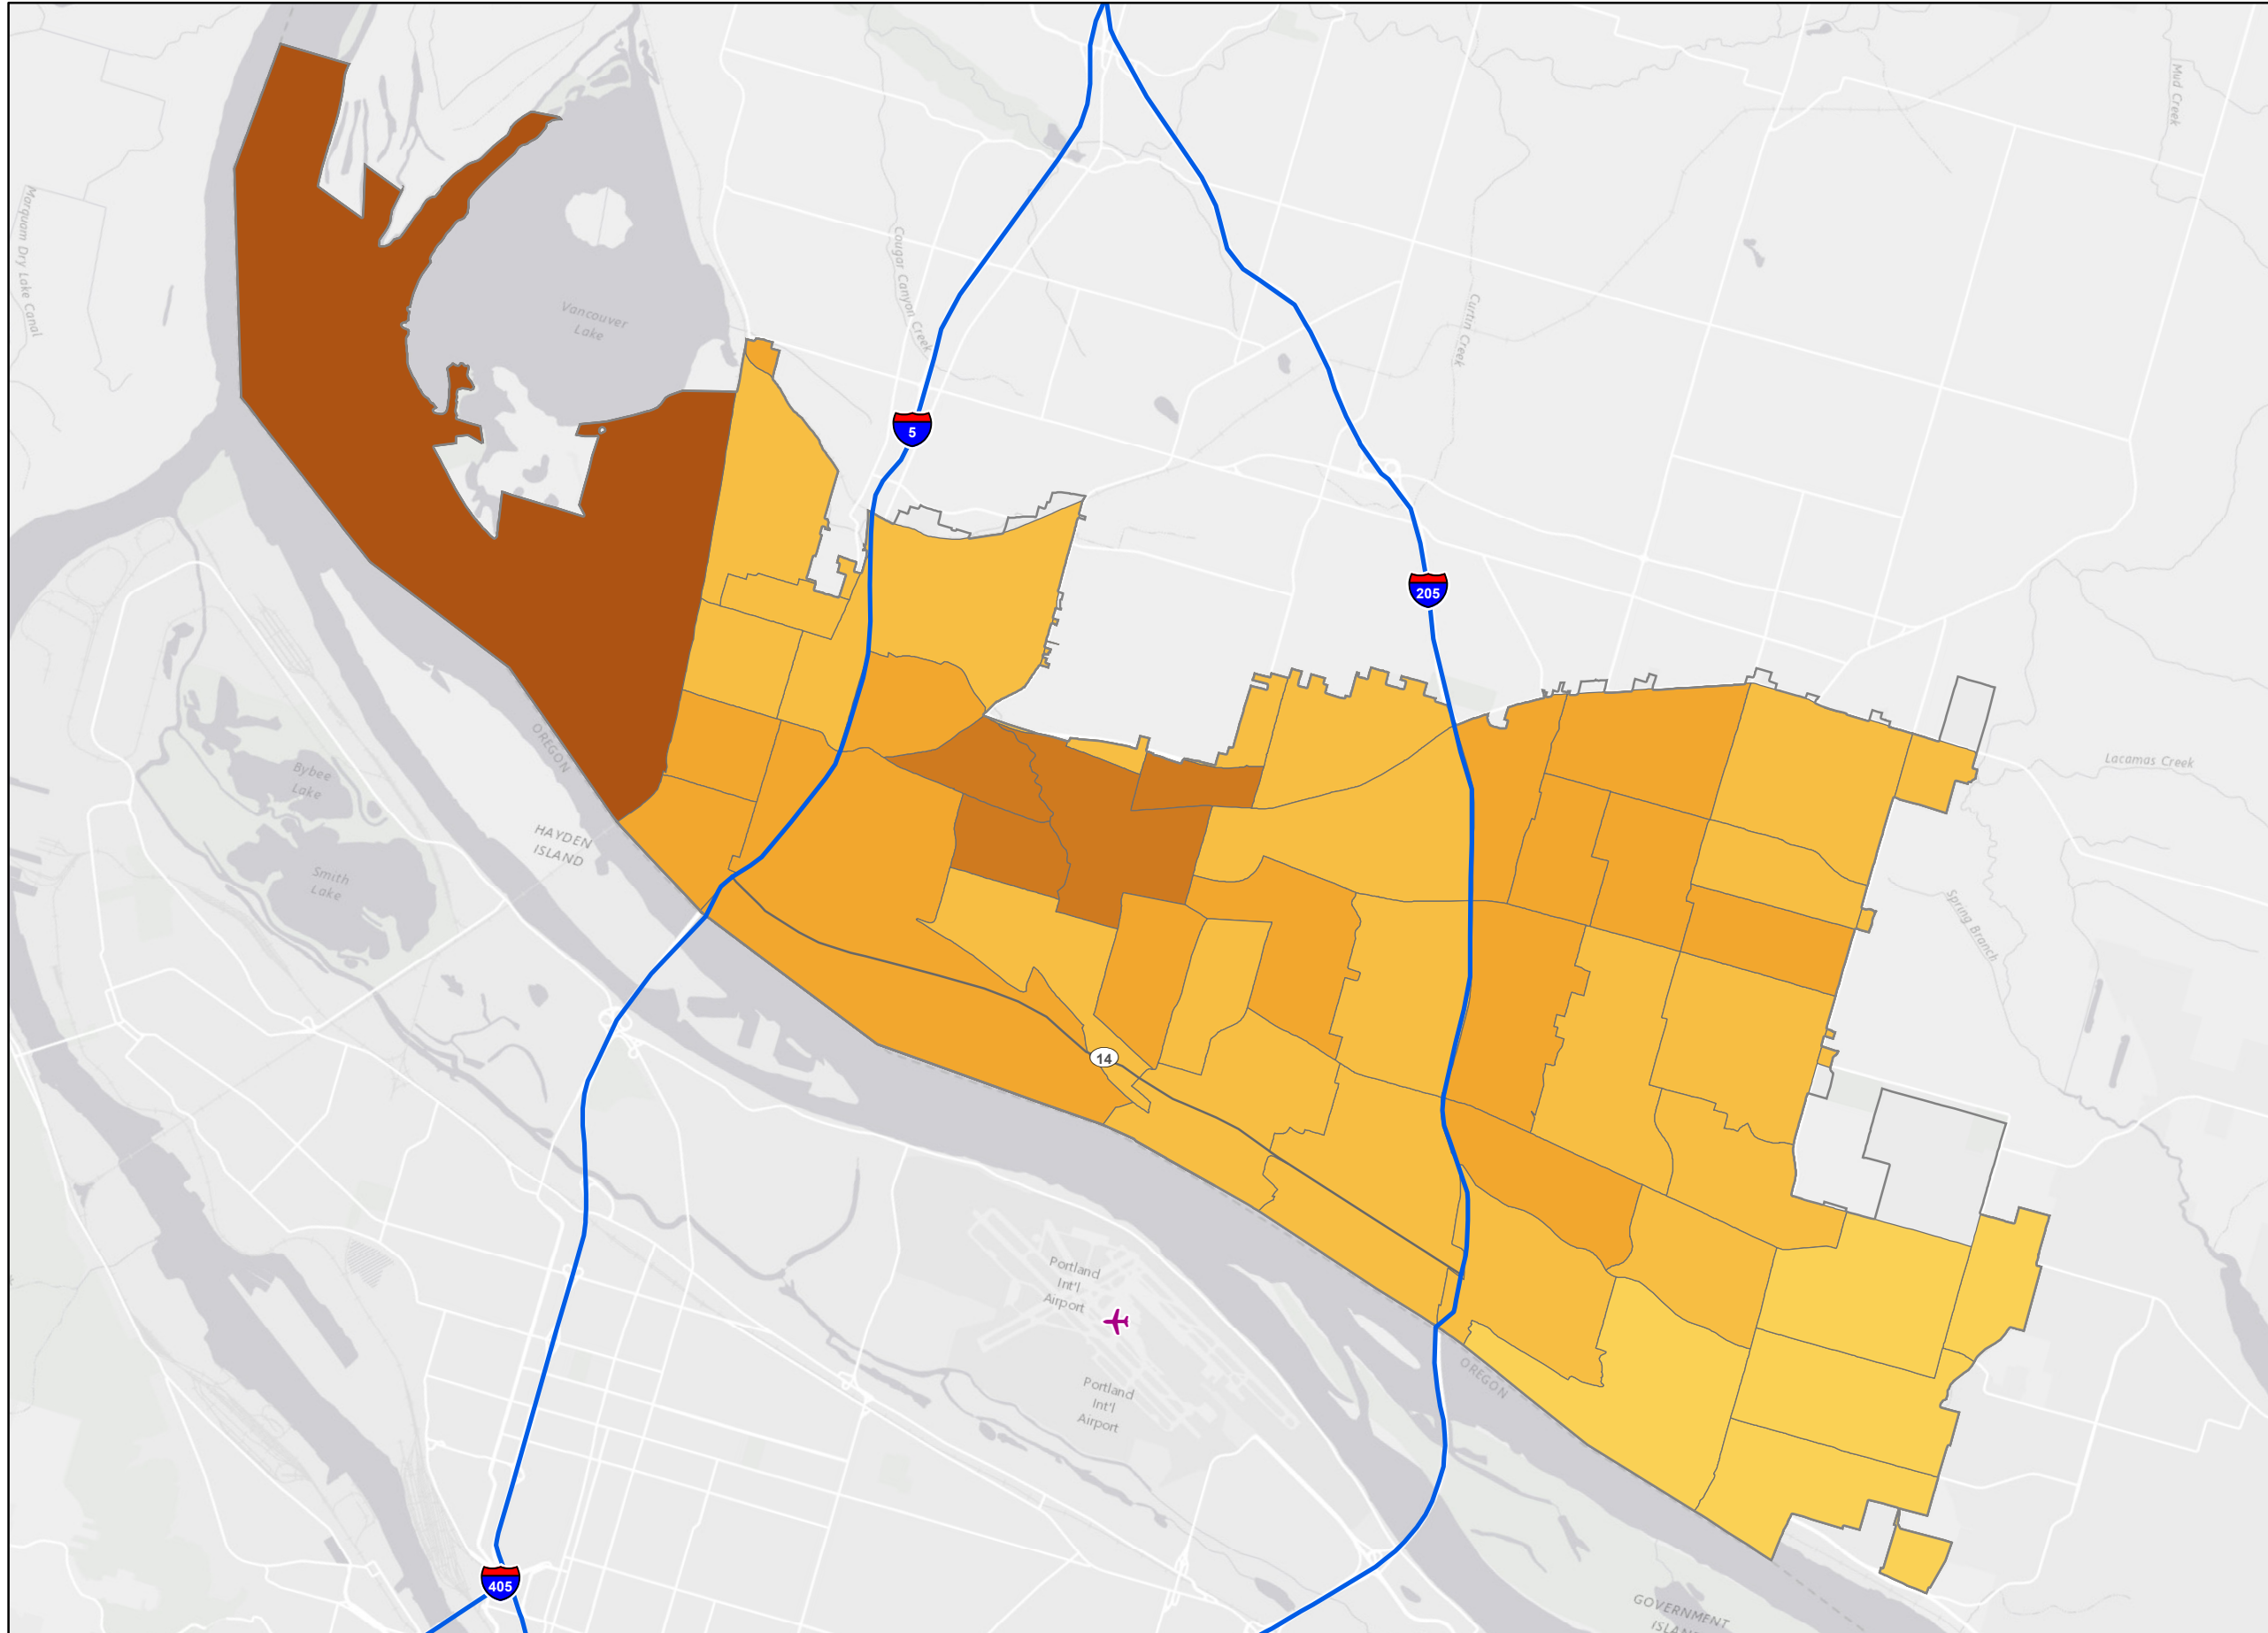 Mud Creek
Marquam Dry Lake Canal
Cougar Canyon Creek
Vancouver
Lake
Curtin Creek
5
205
OREGON
Bybee
Lake
HAYDEN
ISLAND
Smith
Lake
Lacamas Creek
Spring Branch
14
Portland
Int'l
Airport
Portland
Int'l
Airport
OREGON
405
GOVERNMENT